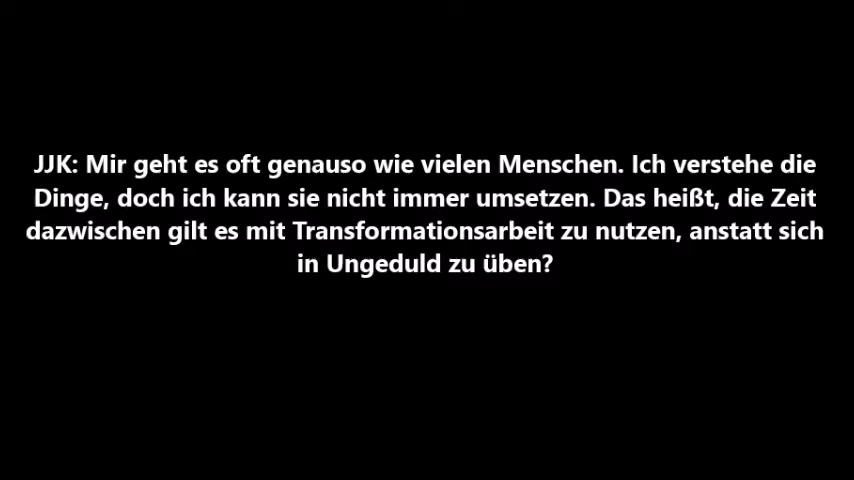 JJK: Mir geht es oft genauso wie vielen Menschen. Ich verstehe die
Dinge, doch ich kann sie nicht immer umsetzen. Das heißt, die Zeit
dazwischen gilt es mit Transformationsarbeit zu nutzen, anstatt sich
in Ungeduld zu üben?